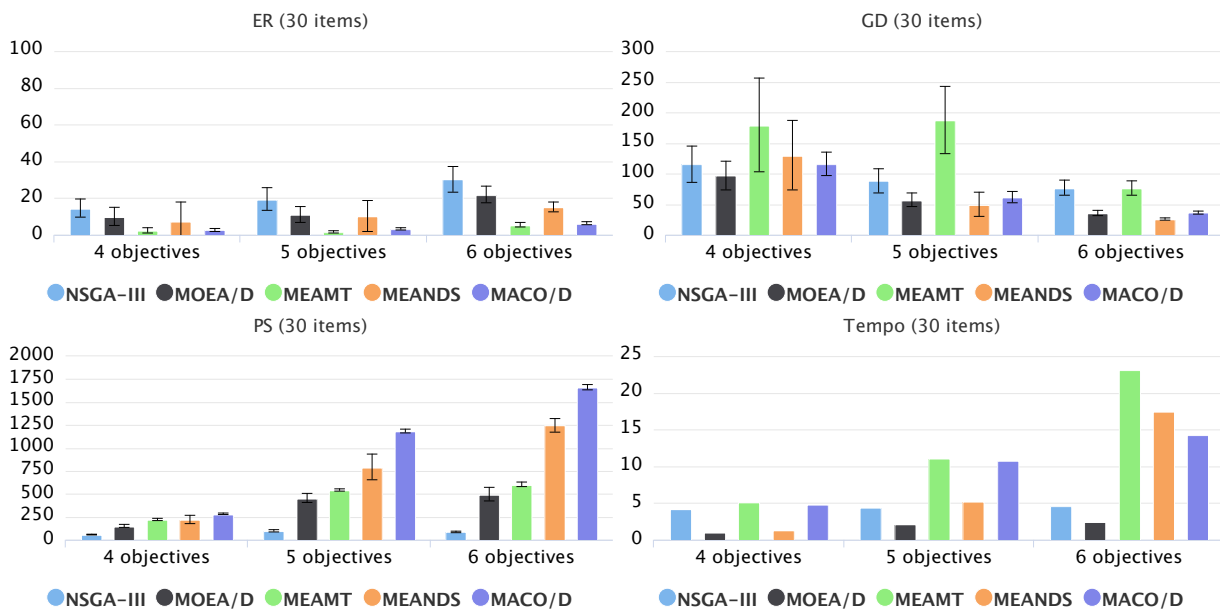 ER (30 items)
100
80
60
40
20
0
4 objectives 5 objectives 6 objectives
NSGA-III MOEA/D MEAMT MEANDS MACO/D
GD (30 items)
300
250
200
150
100
50
0
4 objectives 5 objectives 6 objectives
NSGA-III MOEA/D MEAMT MEANDS MACO/D
PS (30 items)
2000
1750
1500
1250
1000
750
500
250
0
4 objectives 5 objectives 6 objectives
NSGA-III MOEA/D MEAMT MEANDS MACO/D
Tempo (30 items)
25
20
15
10
5
0
4 objectives 5 objectives 6 objectives
NSGA-III MOEA/D MEAMT MEANDS MACO/D